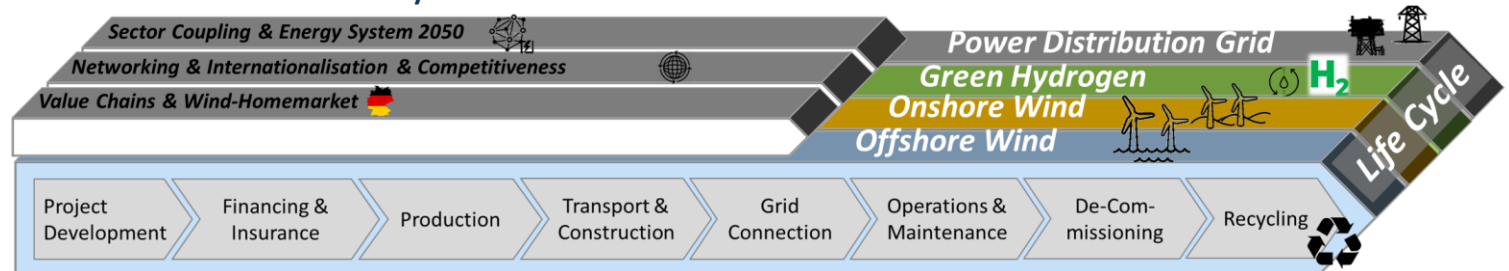 Sector Coupling & Energy System 2050
Networking & Internationalisation & Competitiveness
Value Chains & Wind-Homemarket
Power Distribution Grid
Green Hydrogen
H2
Onshore Wind
Offshore Wind
Life Cycle
Project
Development
Financing &
Insurance
Production
Transport &
Construction
Grid
Connection
Operations &
Maintenance
De-Com-
missioning
Recycling